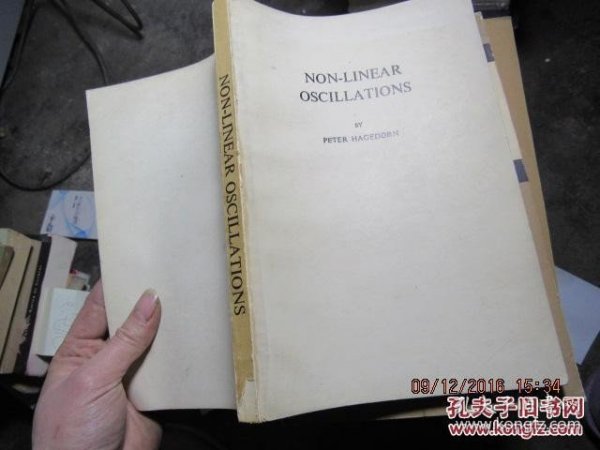 NON-LINEAR
OSCILLATIONS
BY
PETER HAGEDORN
NON-LINEAR OSCILLATIONS
09/12/2016 15:34
孔夫子旧书网
www.kongfz.com